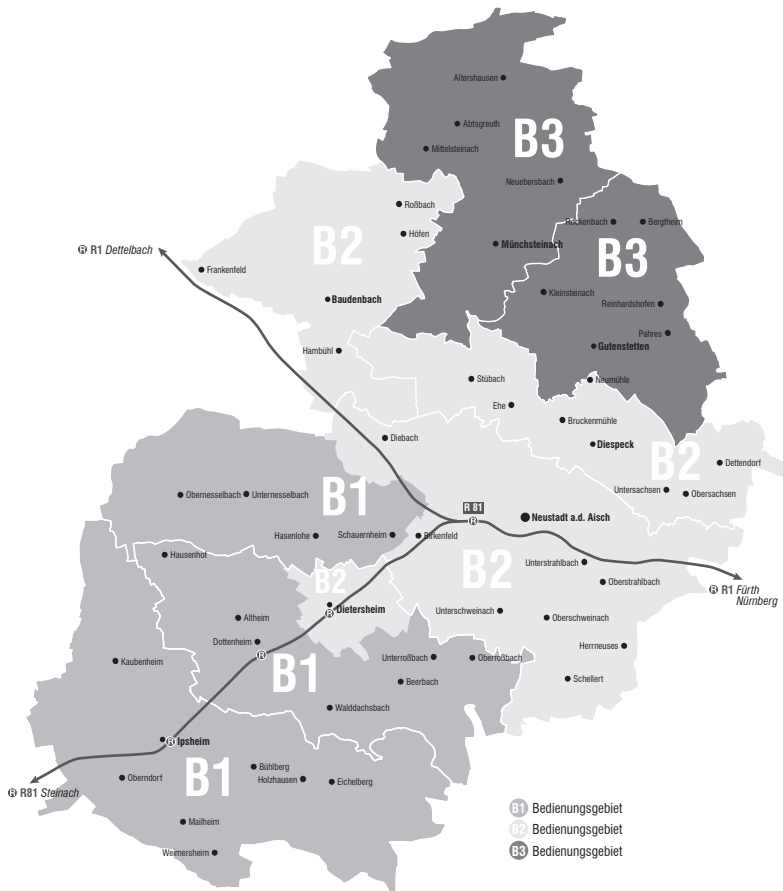 Altershausen
Abtsgreuth
B3
Mittelsteinach
Neuebersbach
Roßbach
Rockenbach
Bergtheim
Höfen
Münchsteinach
R R1 Dettelbach
B2
B3
Frankenfeld
Kleinsteinach
Baudenbach
Reinhardshofen
Pahres
Gutenstetten
Hambühl
Stübach
Neumühle
Ehe
Bruckenmühle
Diebach
Diespeck
B2
Dettendorf
Obernesselbach
Unternesselbach
B1
Untersachsen
Obersachsen
R 81
R
Neustadt a.d. Aisch
Hasenlohe
Schauernheim
Birkenfeld
Hausenhof
Unterstrahlbach
B2
B2
Oberstrahlbach
R R1 Fürth
Nürnberg
Dietersheim
R
Unterschweinach
Altheim
Oberschweinach
Dottenheim
R
Herrneuses
Kaubenheim
B1
Unterroßbach
Oberroßbach
Beerbach
Schellert
Walddachsbach
Ipsheim
R
Oberndorf
B1
Bühlberg
Holzhausen
Eichelberg
R R81 Steinach
Mailheim
Weimersheim
B1 Bedienungsgebiet
B2 Bedienungsgebiet
B3 Bedienungsgebiet